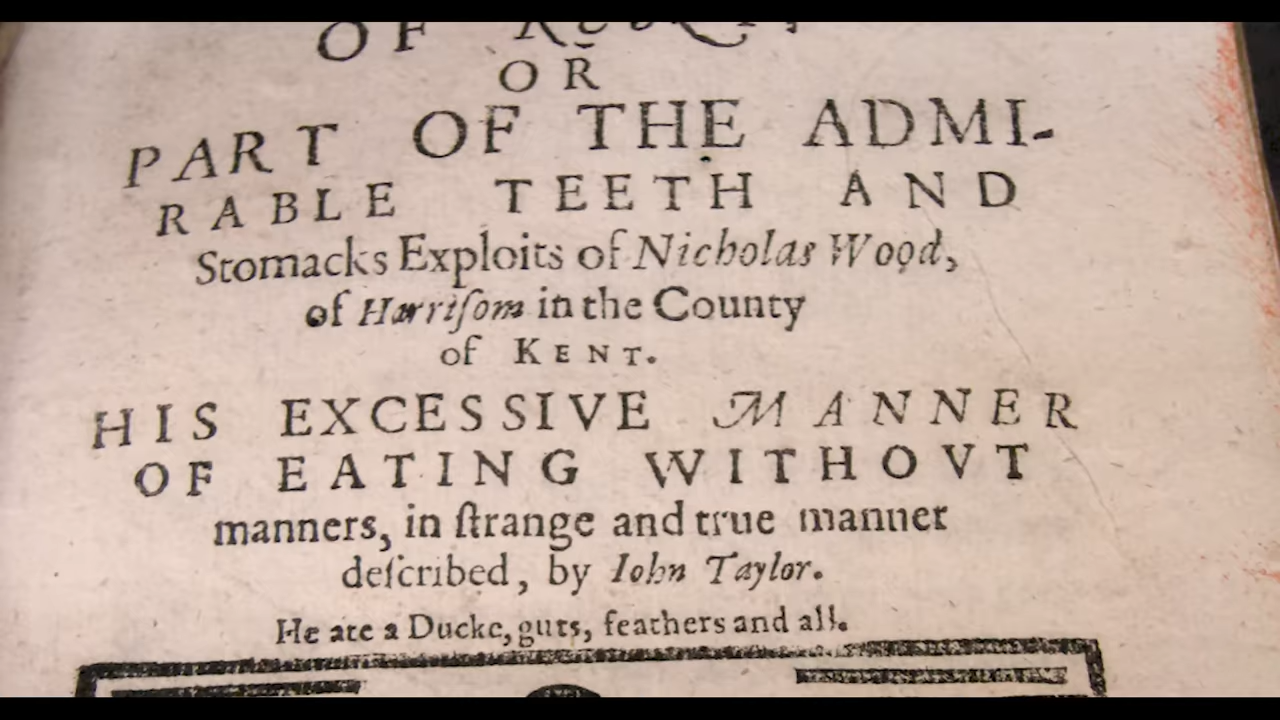 OF
OR
PART OF THE ADMI-
RABLE TEETH AND
Stomacks Exploits of Nicholas Wood,
of Harriſom in the County
of KENT.
HIS EXCESSIVE MANNER
OF EATING WITHOVT
manners, in ſtrange and true manner
deſcribed, by Iohn Taylor.
He ate a Ducke, guts, feathers and all.